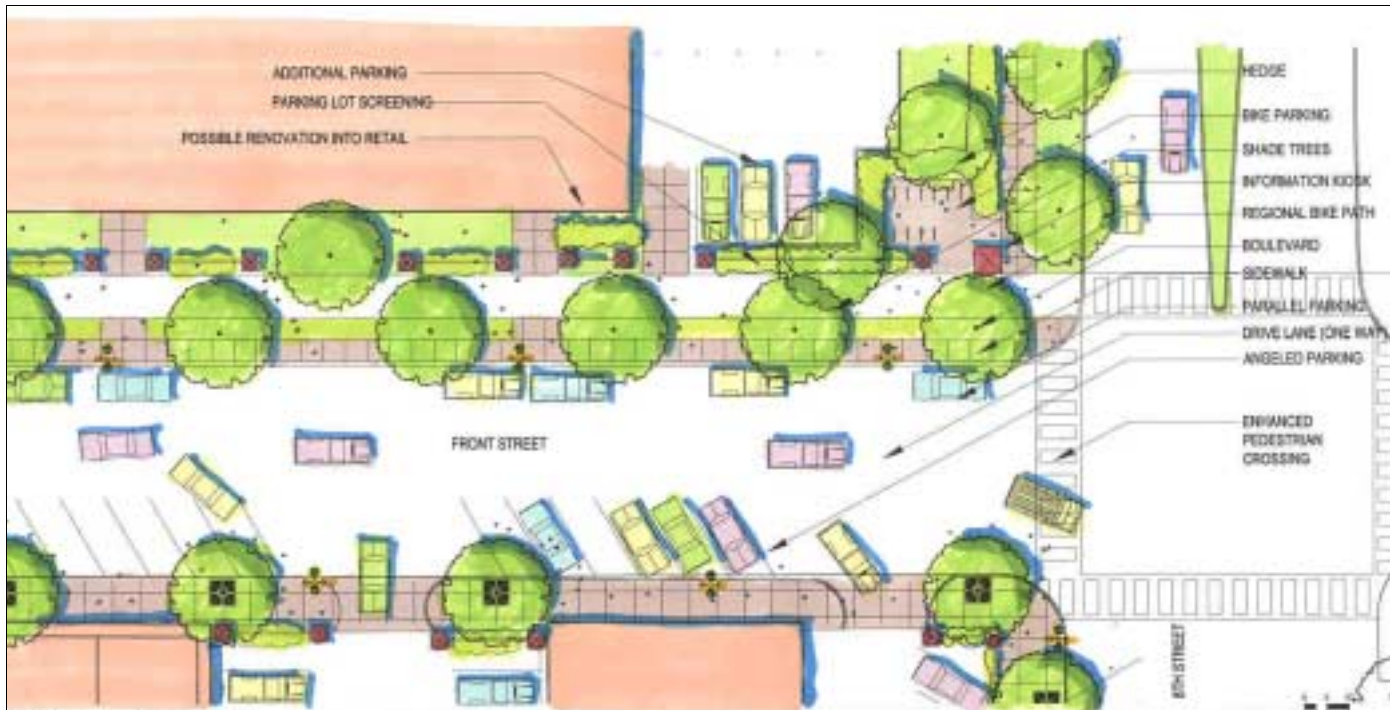 ADDITIONAL PARKING
PARKING LOT SCREENING
POSSIBLE RENOVATION INTO RETAIL
HEDGE
BIKE PARKING
SHADE TREES
INFORMATION KIOSK
REGIONAL BIKE PATH
BOULEVARD
SIDEWALK
PARALLEL PARKING
DRIVE LANE (ONE WAY)
ANGELED PARKING
ENHANCED
PEDESTRIAN
CROSSING
FRONT STREET
8TH STREET